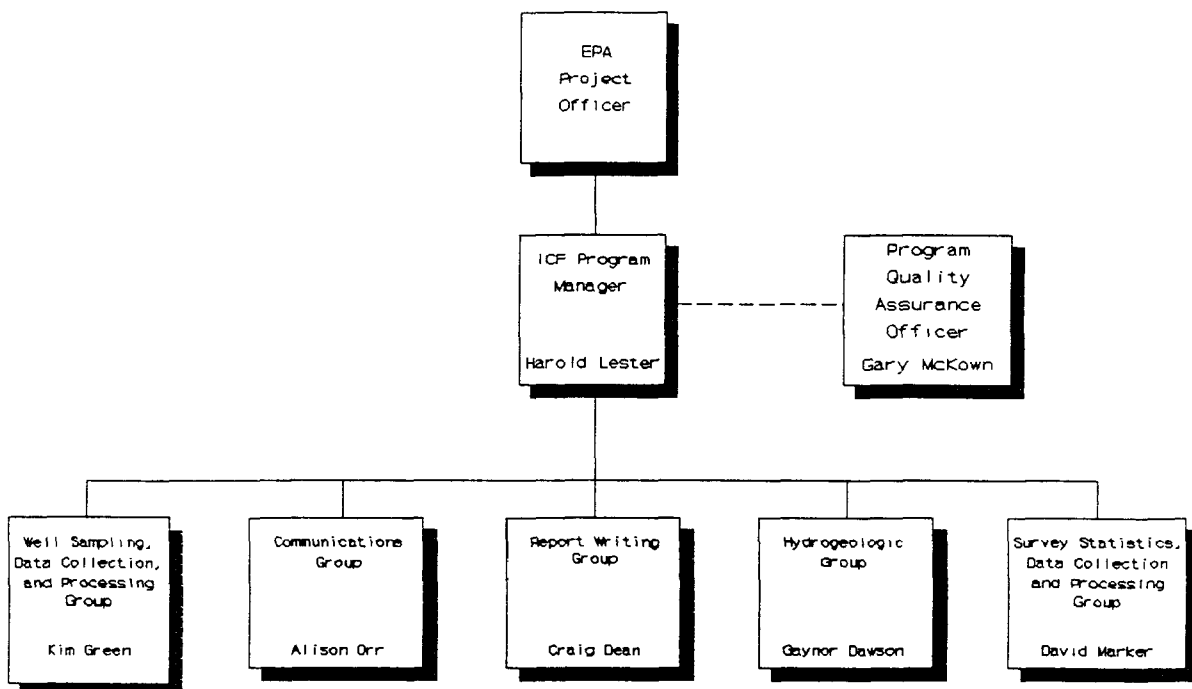 EPA
Project
Officer
ICF Program
Manager
Harold Lester
Program
Quality
Assurance
Officer
Gary McKown
Well Sampling,
Data Collection,
and Processing
Group
Kim Green
Communications
Group
Alison Orr
Report Writing
Group
Craig Dean
Hydrogeologic
Group
Gaynor Dawson
Survey Statistics,
Data Collection
and Processing
Group
David Marker